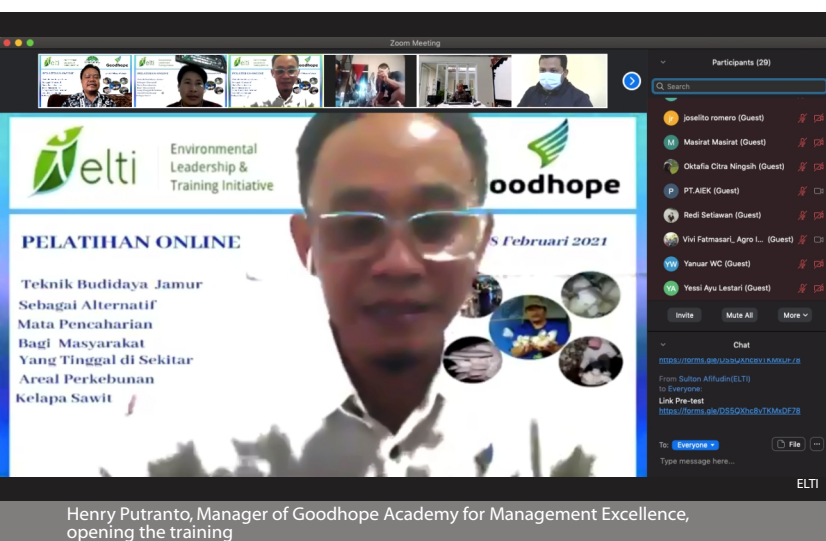 Zoom Meeting
elti
Environmental
Leadership &
Training Initiative
oodhope
PELATIHAN ONLINE
8 Februari 2021
Teknik Budidaya Jamur
Sebagai Alternatif
Mata Pencaharian
Bagi Masyarakat
Yang Tinggal di Sekitar
Areal Perkebunan
Kelapa Sawit
Participants (29)
Search
joselito romero (Guest)
M Masirat Masirat (Guest)
Oktafia Citra Ningsih (Guest)
P PT.AIEK (Guest)
Redi Setiawan (Guest)
Vivi Fatmasari_ Agro I... (Guest)
YW Yanuar WC (Guest)
YA Yessi Ayu Lestari (Guest)
Invite Mute All More
Chat
From Sulton Afifudin(ELTI)
to Everyone:
Link Pre-test
https://forms.gle/DS5QXhc8vTKMxDF78
To: Everyone File ...
Type message here...
ELTI
Henry Putranto, Manager of Goodhope Academy for Management Excellence,
opening the training